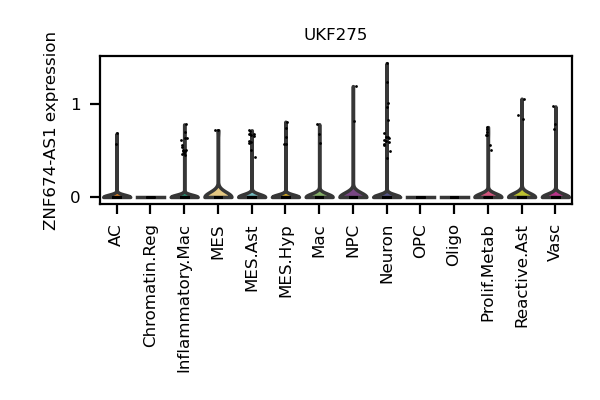 UKF275
ZNF674-AS1 expression
1
0
AC
Chromatin.Reg
Inflammatory.Mac
MES
MES.Ast
MES.Hyp
Mac
NPC
Neuron
OPC
Oligo
Prolif.Metab
Reactive.Ast
Vasc